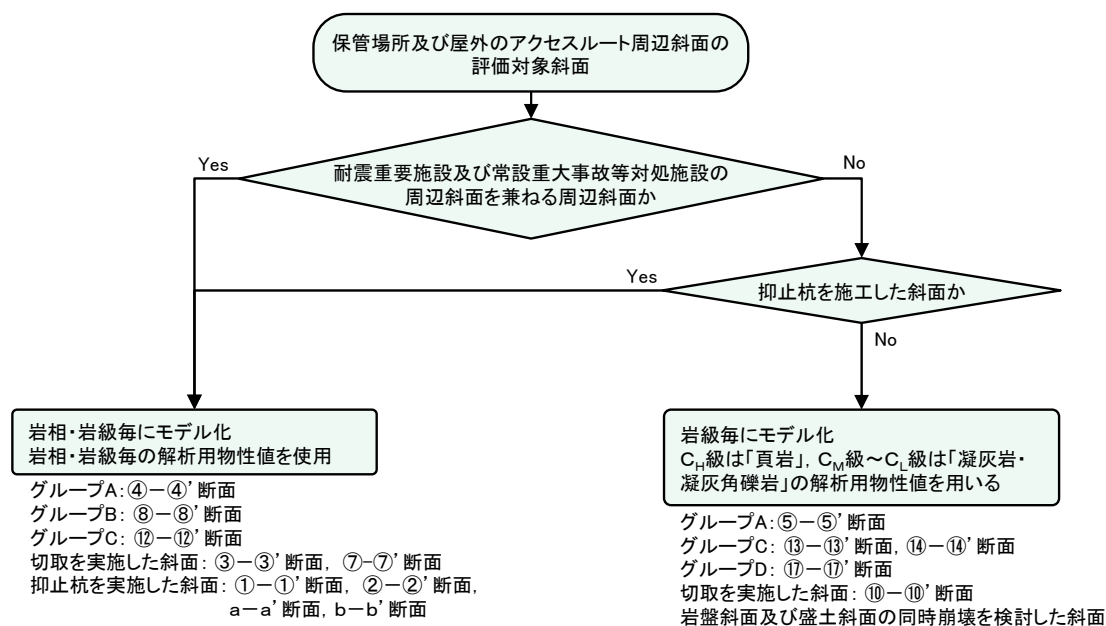 保管場所及び屋外のアクセスルート周辺斜面の
評価対象斜面
Yes
耐震重要施設及び常設重大事故等対処施設の
周辺斜面を兼ねる周辺斜面か
No
Yes
抑止杭を施工した斜面か
No
岩相・岩級毎にモデル化
岩相・岩級毎の解析用物性値を使用
グループA:④－④’断面
グループB: ⑧－⑧’断面
グループC: ⑫－⑫’断面
切取を実施した斜面: ③－③’断面, ⑦-⑦’断面
抑止杭を実施した斜面: ①－①’断面, ②－②’断面,
a－a’断面, b－b’断面
岩級毎にモデル化
CH級は「頁岩」, CM級～CL級は「凝灰岩・
凝灰角礫岩」の解析用物性値を用いる
グループA:⑤－⑤’断面
グループC: ⑬－⑬’断面, ⑭－⑭’断面
グループD: ⑰－⑰’断面
切取を実施した斜面: ⑩－⑩’断面
岩盤斜面及び盛土斜面の同時崩壊を検討した斜面